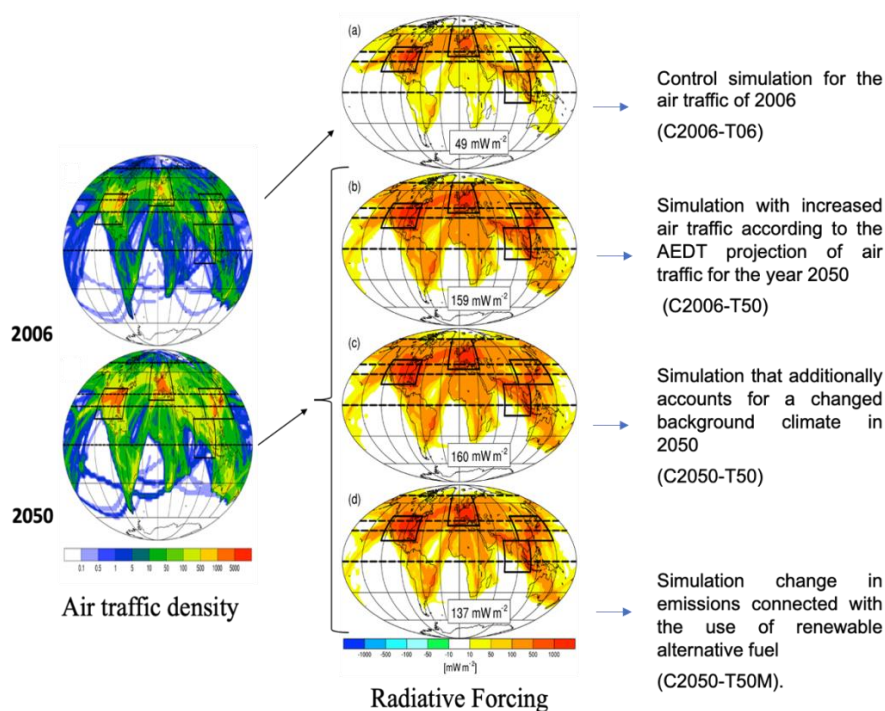 (a)
49 mW m⁻²
Control simulation for the
air traffic of 2006
(C2006-T06)
(b)
159 mW m⁻²
Simulation with increased
air traffic according to the
AEDT projection of air
traffic for the year 2050
(C2006-T50)
2006
(c)
160 mW m⁻²
Simulation that additionally
accounts for a changed
background climate in
2050
(C2050-T50)
2050
0.1 0.5 1 5 10 50 100 500 1000 5000
Air traffic density
(d)
137 mW m⁻²
Simulation change in
emissions connected with
the use of renewable
alternative fuel
(C2050-T50M).
-1000 -500 -100 -50 -10 10 50 100 500 1000
[mW m⁻²]
Radiative Forcing